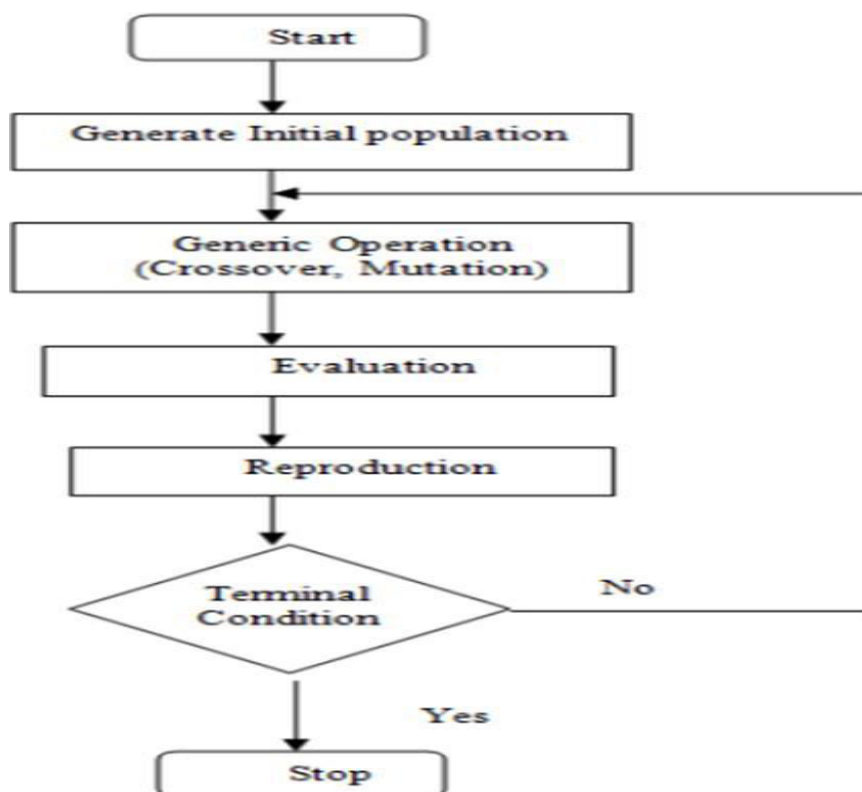 Start
Generate Initial population
Generic Operation
(Crossover, Mutation)
Evaluation
Reproduction
Terminal
Condition
No
Yes
Stop